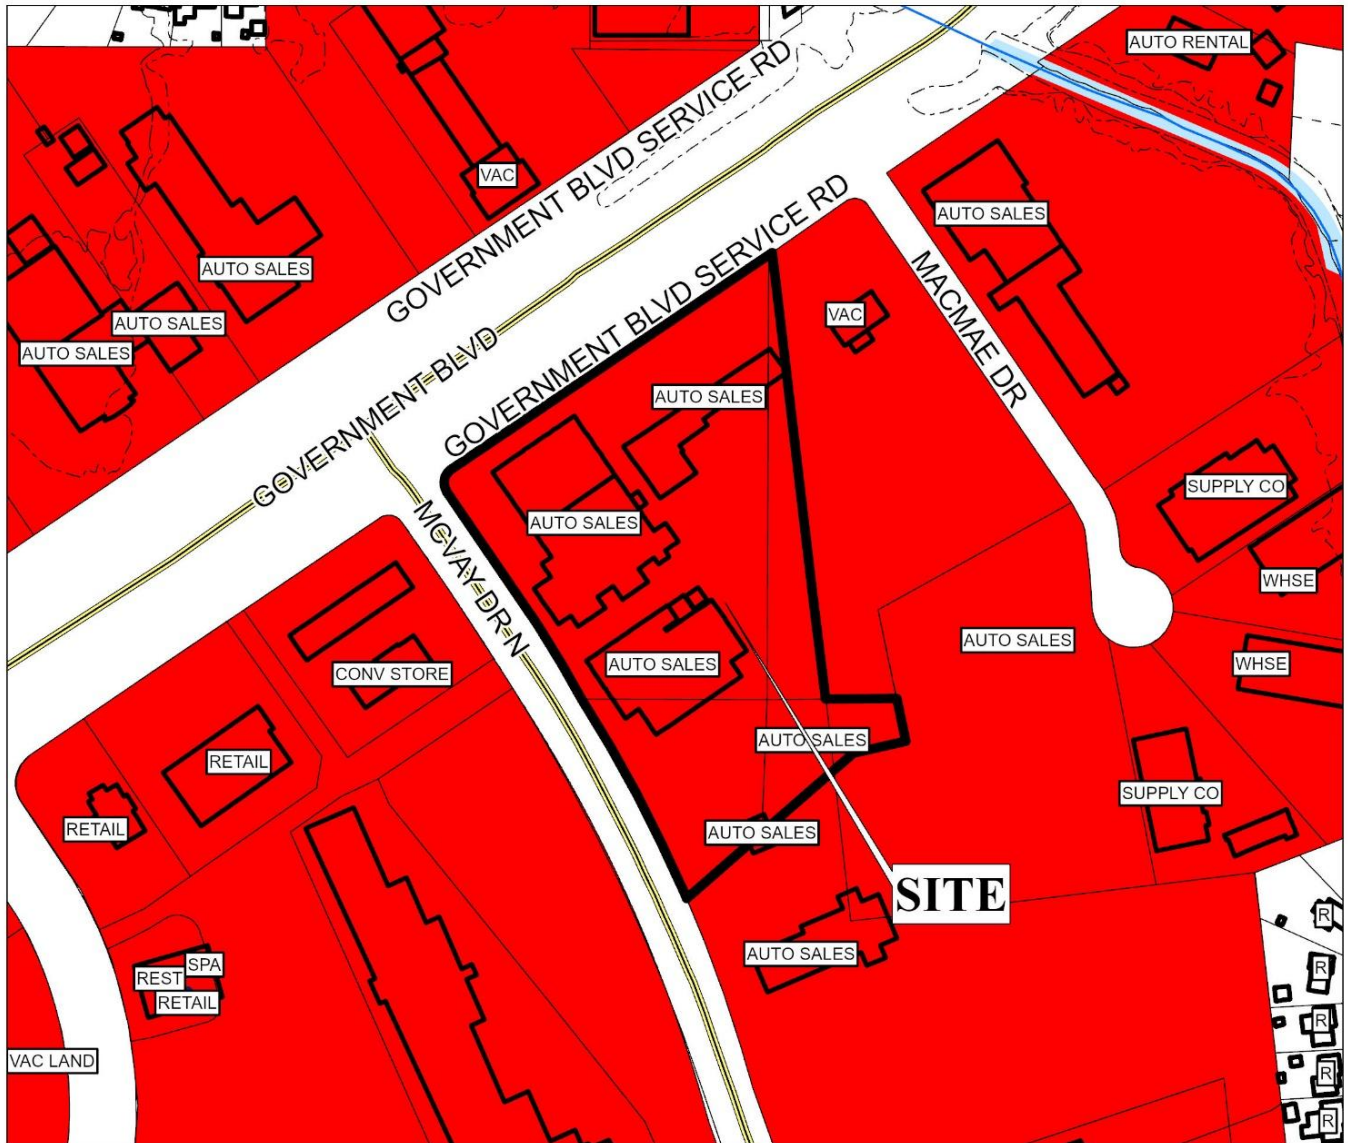 AUTO RENTAL
GOVERNMENT BLVD SERVICE RD
VAC
AUTO SALES
AUTO SALES
AUTO SALES
AUTO SALES
GOVERNMENT BLVD SERVICE RD
MACMAE DR
VAC
GOVERNMENT BLVD
AUTO SALES
AUTO SALES
SUPPLY CO
MCVAY DR N
WHSE
AUTO SALES
AUTO SALES
WHSE
CONV STORE
RETAIL
AUTO SALES
SUPPLY CO
RETAIL
AUTO SALES
SITE
R
AUTO SALES
SPA
REST
RETAIL
R
R
VAC LAND
R
R